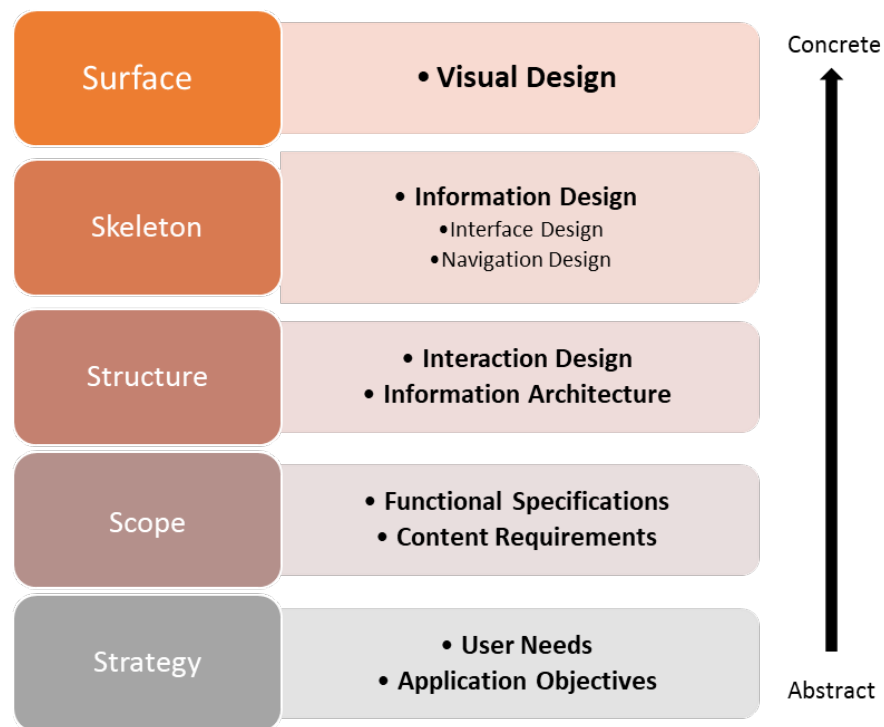 Surface
• Visual Design
Concrete
Skeleton
• Information Design
•Interface Design
•Navigation Design
Structure
• Interaction Design
• Information Architecture
Scope
• Functional Specifications
• Content Requirements
Strategy
• User Needs
• Application Objectives
Abstract